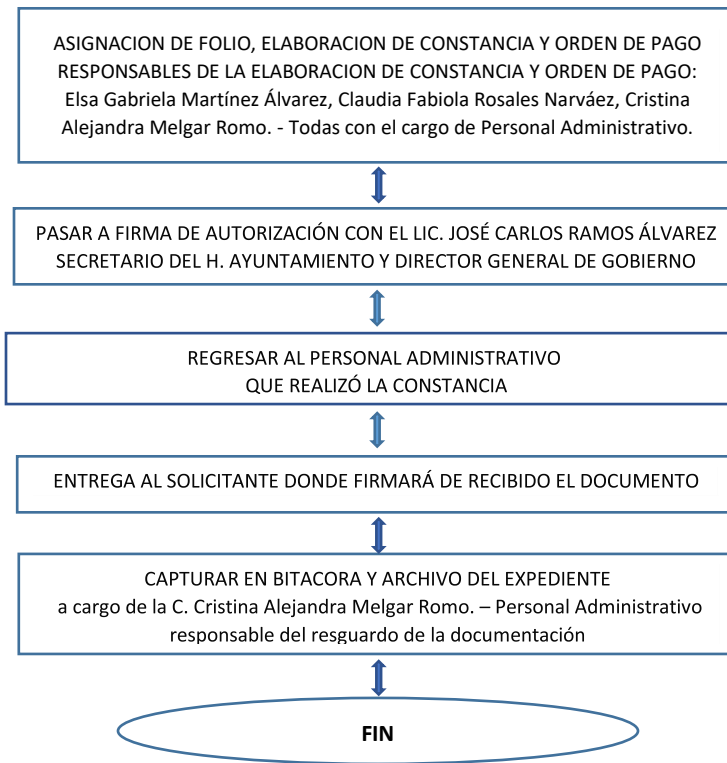 ASIGNACION DE FOLIO, ELABORACION DE CONSTANCIA Y ORDEN DE PAGO
RESPONSABLES DE LA ELABORACION DE CONSTANCIA Y ORDEN DE PAGO:
Elsa Gabriela Martínez Álvarez, Claudia Fabiola Rosales Narváez, Cristina
Alejandra Melgar Romo. - Todas con el cargo de Personal Administrativo.
PASAR A FIRMA DE AUTORIZACIÓN CON EL LIC. JOSÉ CARLOS RAMOS ÁLVAREZ
SECRETARIO DEL H. AYUNTAMIENTO Y DIRECTOR GENERAL DE GOBIERNO
REGRESAR AL PERSONAL ADMINISTRATIVO
QUE REALIZÓ LA CONSTANCIA
ENTREGA AL SOLICITANTE DONDE FIRMARÁ DE RECIBIDO EL DOCUMENTO
CAPTURAR EN BITACORA Y ARCHIVO DEL EXPEDIENTE
a cargo de la C. Cristina Alejandra Melgar Romo. – Personal Administrativo
responsable del resguardo de la documentación
FIN